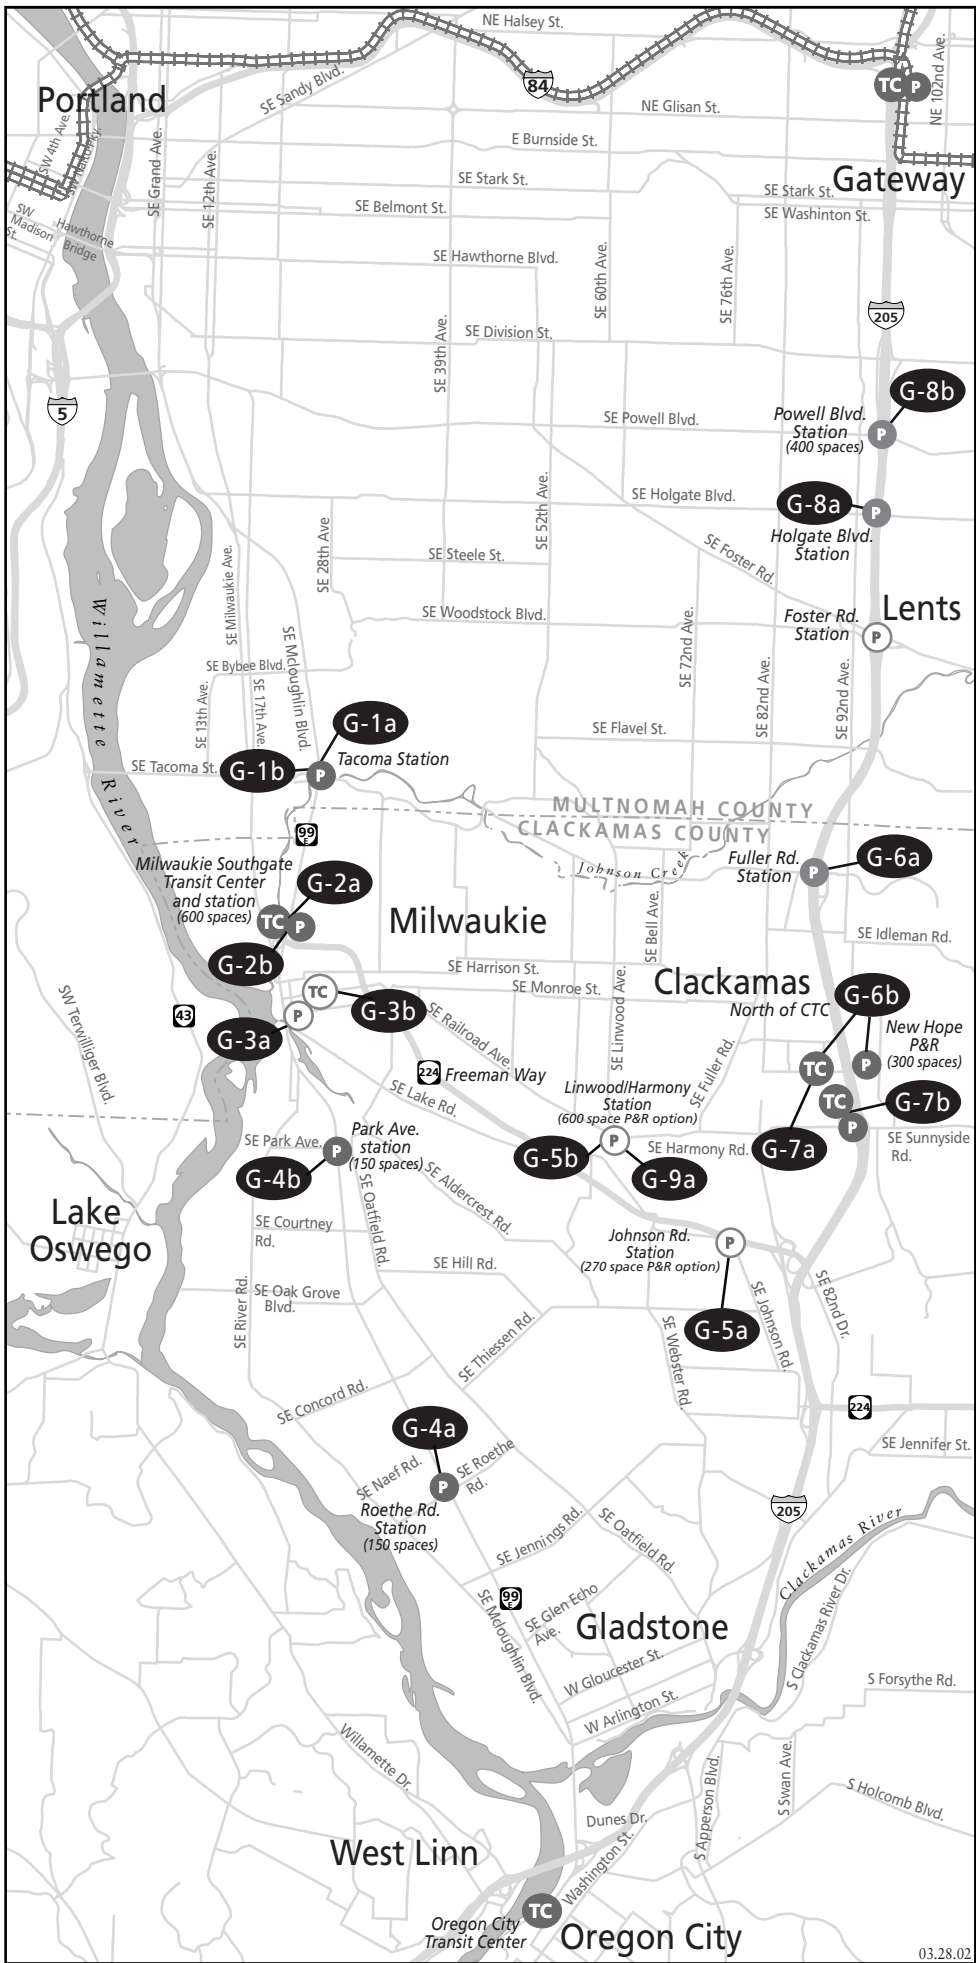 NE Halsey St.
NE 102nd Ave.
84
TC
P
SE Sandy Blvd.
Portland
NE Glisan St.
SW 4th Ave.
SW Naito Pky.
SE Grand Ave.
SE 12th Ave.
E Burnside St.
SE Stark St.
Gateway
SE Stark St.
SE Belmont St.
SE Washinton St.
SW
Madison
St.
Hawthorne
Bridge
SE Hawthorne Blvd.
SE 60th Ave.
SE 76th Ave.
205
SE Division St.
SE 39th Ave.
5
G-8b
Powell Blvd.
Station
(400 spaces)
P
SE Powell Blvd.
SE Holgate Blvd.
G-8a
P
Holgate Blvd.
Station
SE 52th Ave.
SE 28th Ave
SE Steele St.
SE Foster Rd.
SE Milwaukie Ave.
SE Woodstock Blvd.
Lents
Foster Rd.
Station
P
Willamette River
SE Mcloughlin Blvd.
SE Bybee Blvd.
SE 72nd Ave.
SE 82nd Ave.
SE 92nd Ave.
SE 13th Ave.
SE 17th Ave.
G-1a
SE Flavel St.
SE Tacoma St.
G-1b
P
Tacoma Station
MULTNOMAH COUNTY
CLACKAMAS COUNTY
99
E
Johnson Creek
Fuller Rd.
Station
P
G-6a
Milwaukie Southgate
Transit Center
and station
(600 spaces)
G-2a
TC
P
G-2b
Milwaukie
SE Bell Ave.
SE Idleman Rd.
SE Harrison St.
SE Monroe St.
Clackamas
North of CTC
G-6b
SW Terwilliger Blvd.
43
TC
P
G-3b
G-3a
SE Railroad Ave.
SE Linwood Ave.
SE Fuller Rd.
New Hope
P&R
(300 spaces)
TC
P
224
Freeman Way
SE Lake Rd.
Linwood/Harmony
Station
(600 space P&R option)
TC
G-7b
P
SE Park Ave.
Park Ave.
station
(150 spaces)
P
G-4b
G-5b
P
SE Harmony Rd.
G-7a
SE Sunnyside
Rd.
G-9a
SE Aldercrest Rd.
SE Oatfield Rd.
Lake
Oswego
SE Courtney
Rd.
Johnson Rd.
Station
(270 space P&R option)
P
SE Hill Rd.
SE River Rd.
SE Oak Grove
Blvd.
SE 82nd Dr.
SE Johnson Rd.
G-5a
SE Thiessen Rd.
SE Webster Rd.
SE Concord Rd.
224
G-4a
SE Jennifer St.
SE Naef Rd.
SE Roethe
Rd.
P
Roethe Rd.
Station
(150 spaces)
205
SE Jennings Rd.
SE Oatfield Rd.
Clackamas River
SE Mcloughlin Blvd.
99
E
SE Glen Echo
Ave.
S Clackamas River Dr.
Gladstone
W Gloucester St.
S Forsythe Rd.
W Arlington St.
Willamette Dr.
S Apperson Blvd.
S Swan Ave.
S Holcomb Blvd.
Dunes Dr.
West Linn
Washington St.
TC
Oregon City
Transit Center
Oregon City
03.28.02